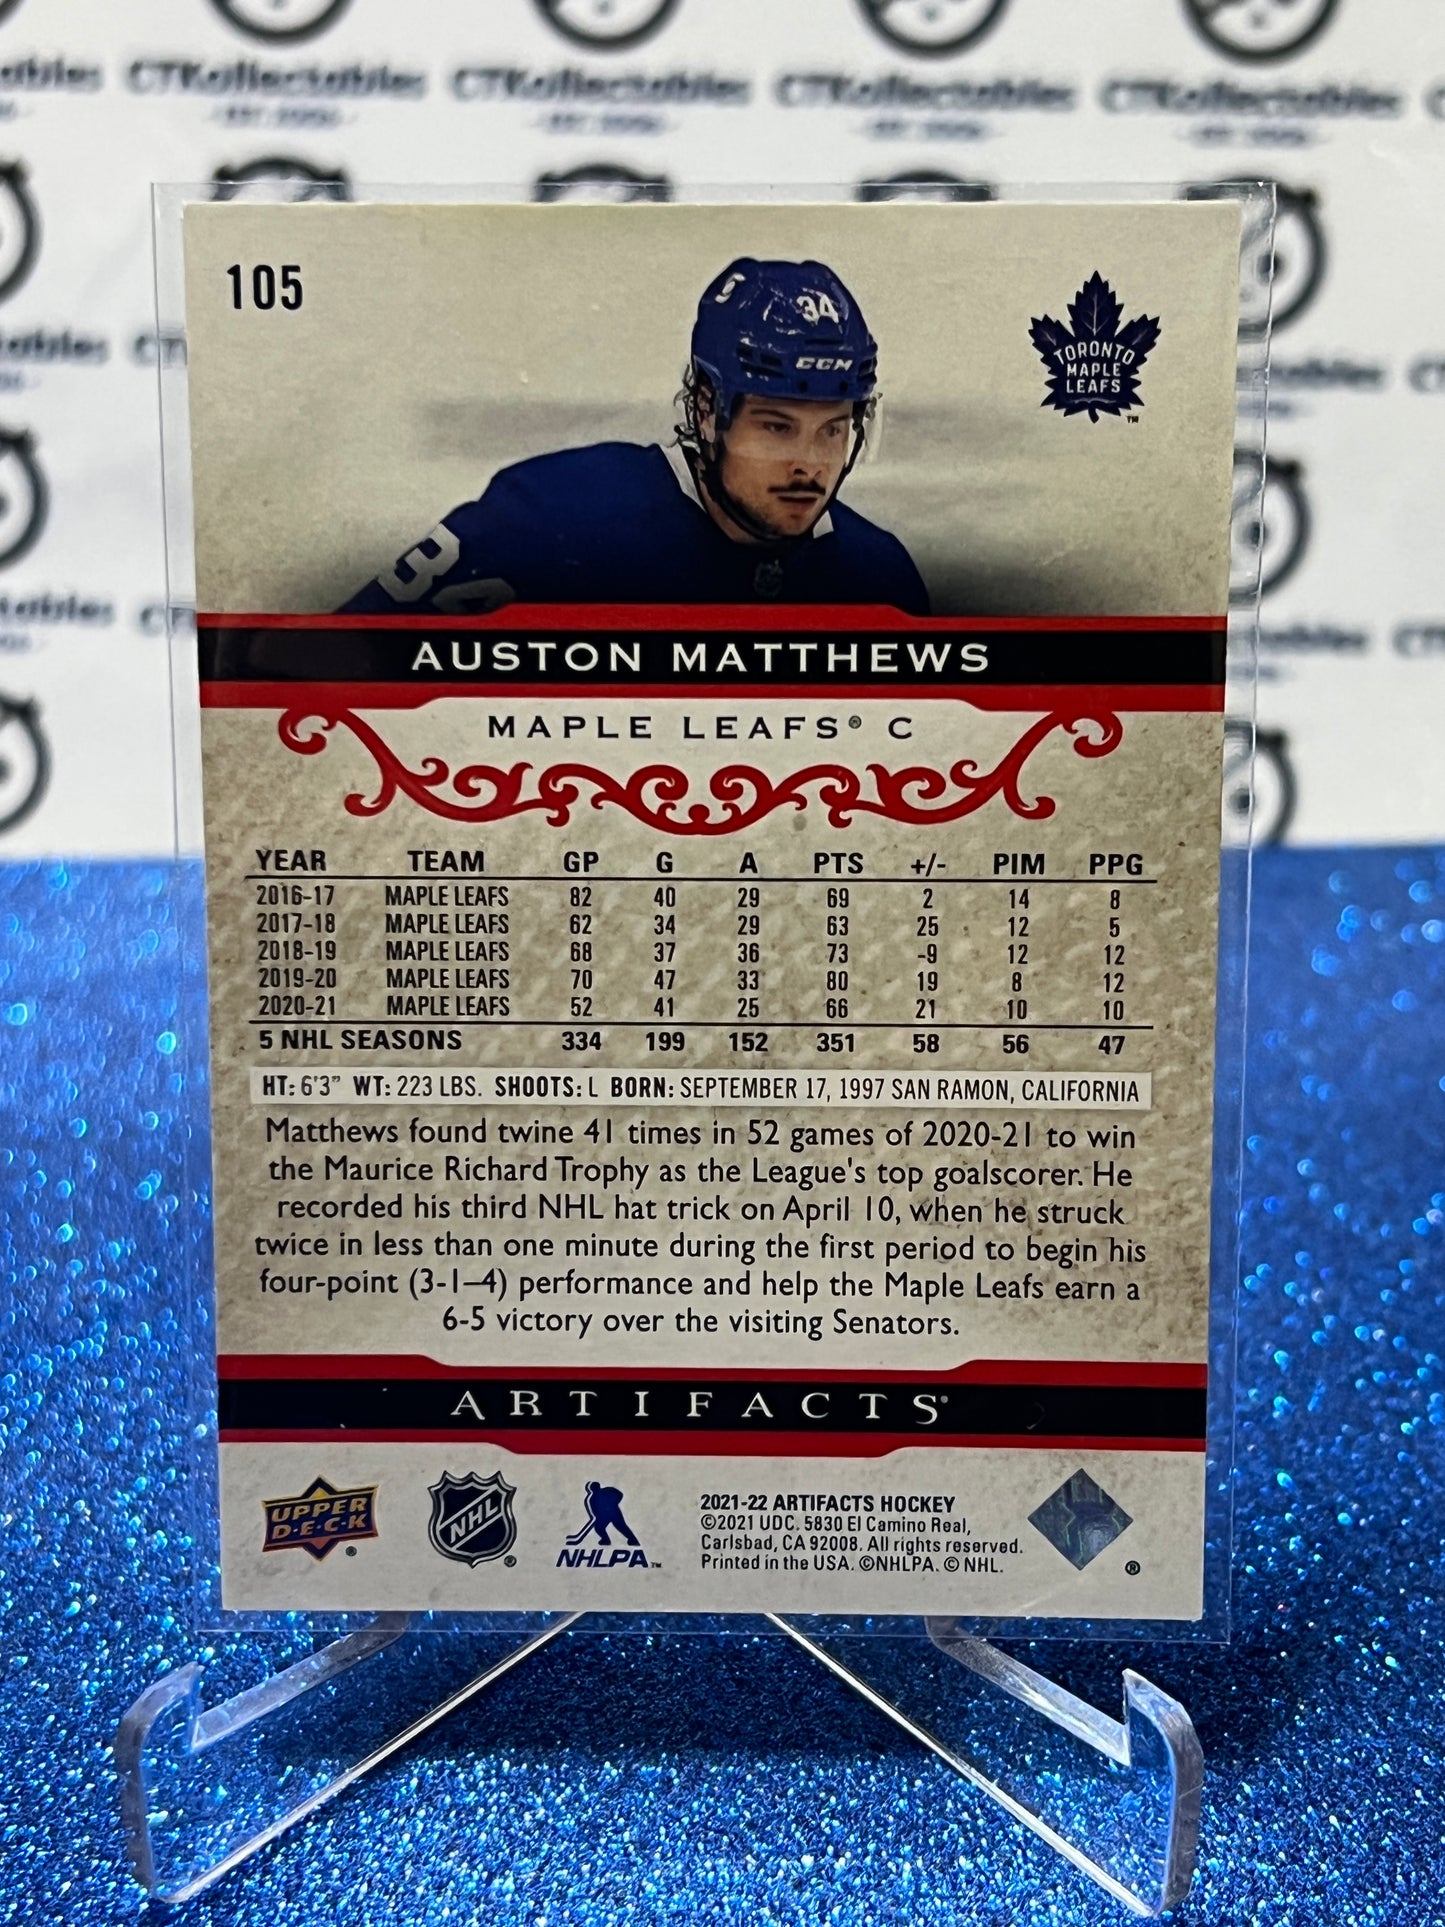 CTKollectables CTKollectables CTKollectables CTKollectables
105
34
CCM
TORONTO
MAPLE
LEAFS
™
34
AUSTON MATTHEWS
MAPLE LEAFS® C
YEAR TEAM GP G A PTS +/- PIM PPG
2016-17 MAPLE LEAFS 82 40 29 69 2 14 8
2017-18 MAPLE LEAFS 62 34 29 63 25 12 5
2018-19 MAPLE LEAFS 68 37 36 73 -9 12 12
2019-20 MAPLE LEAFS 70 47 33 80 19 8 12
2020-21 MAPLE LEAFS 52 41 25 66 21 10 10
5 NHL SEASONS 334 199 152 351 58 56 47
HT: 6'3" WT: 223 LBS. SHOOTS: L BORN: SEPTEMBER 17, 1997 SAN RAMON, CALIFORNIA
Matthews found twine 41 times in 52 games of 2020-21 to win
the Maurice Richard Trophy as the League's top goalscorer. He
recorded his third NHL hat trick on April 10, when he struck
twice in less than one minute during the first period to begin his
four-point (3-1–4) performance and help the Maple Leafs earn a
6-5 victory over the visiting Senators.
ARTIFACTS®
UPPER
D·E·C·K
®
NHL
®
NHLPA™
2021-22 ARTIFACTS HOCKEY
©2021 UDC. 5830 El Camino Real,
Carlsbad, CA 92008. All rights reserved.
Printed in the USA. ©NHLPA. © NHL.
®